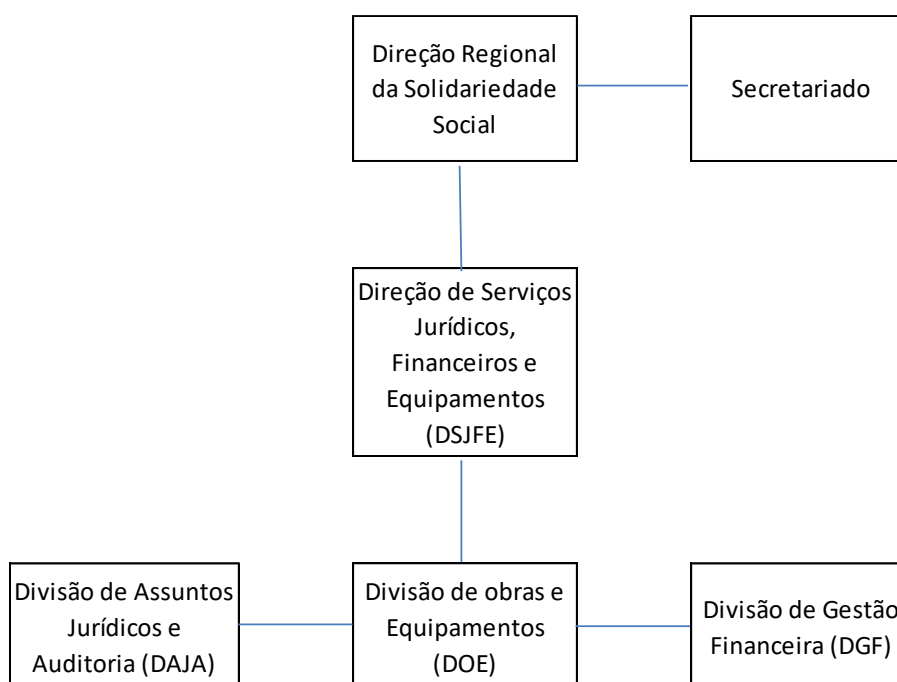 Direção Regional
da Solidariedade
Social
Secretariado
Direção de Serviços
Jurídicos,
Financeiros e
Equipamentos
(DSJFE)
Divisão de Assuntos
Jurídicos e
Auditoria (DAJA)
Divisão de obras e
Equipamentos
(DOE)
Divisão de Gestão
Financeira (DGF)